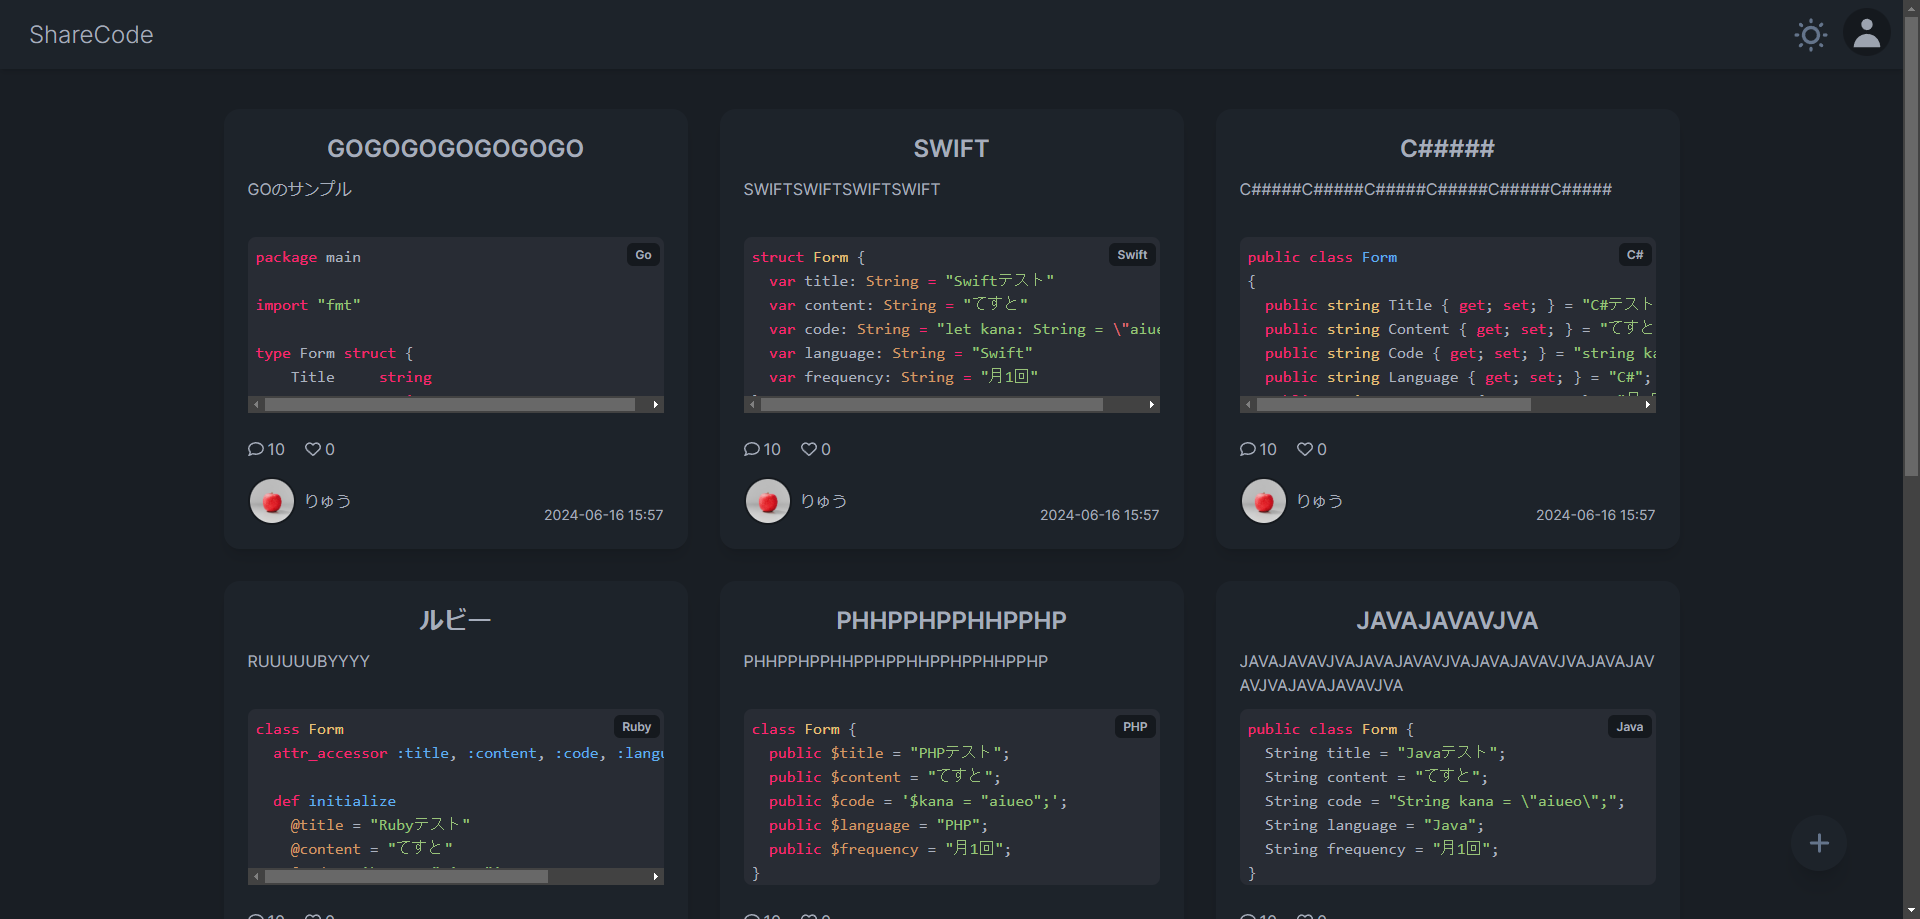 ShareCode
GOGOGOGOGOGOGO
GOのサンプル
Go
package main
import "fmt"
type Form struct {
Title string
10 0
りゅう
2024-06-16 15:57
SWIFT
SWIFTSWIFTSWIFTSWIFT
Swift
struct Form {
var title: String = "Swiftテスト"
var content: String = "てすと"
var code: String = "let kana: String = \"aiue
var language: String = "Swift"
var frequency: String = "月1回"
10 0
りゅう
2024-06-16 15:57
C#####
C#####C#####C#####C#####C#####C#####
C#
public class Form
{
public string Title { get; set; } = "C#テスト
public string Content { get; set; } = "てすと
public string Code { get; set; } = "string ka
public string Language { get; set; } = "C#";
10 0
りゅう
2024-06-16 15:57
ルビー
RUUUUUBYYYY
Ruby
class Form
attr_accessor :title, :content, :code, :langu
def initialize
@title = "Rubyテスト"
@content = "てすと"
PHHPPHPPHHPPHP
PHHPPHPPHHPPHPPHHPPHPPHHPPHP
PHP
class Form {
public $title = "PHPテスト";
public $content = "てすと";
public $code = '$kana = "aiueo";';
public $language = "PHP";
public $frequency = "月1回";
}
JAVAJAVAVJVA
JAVAJAVAVJVAJAVAJAVAVJVAJAVAJAVAVJVAJAVAJAV
AVJVAJAVAJAVAVJVA
Java
public class Form {
String title = "Javaテスト";
String content = "てすと";
String code = "String kana = \"aiueo\";";
String language = "Java";
String frequency = "月1回";
}